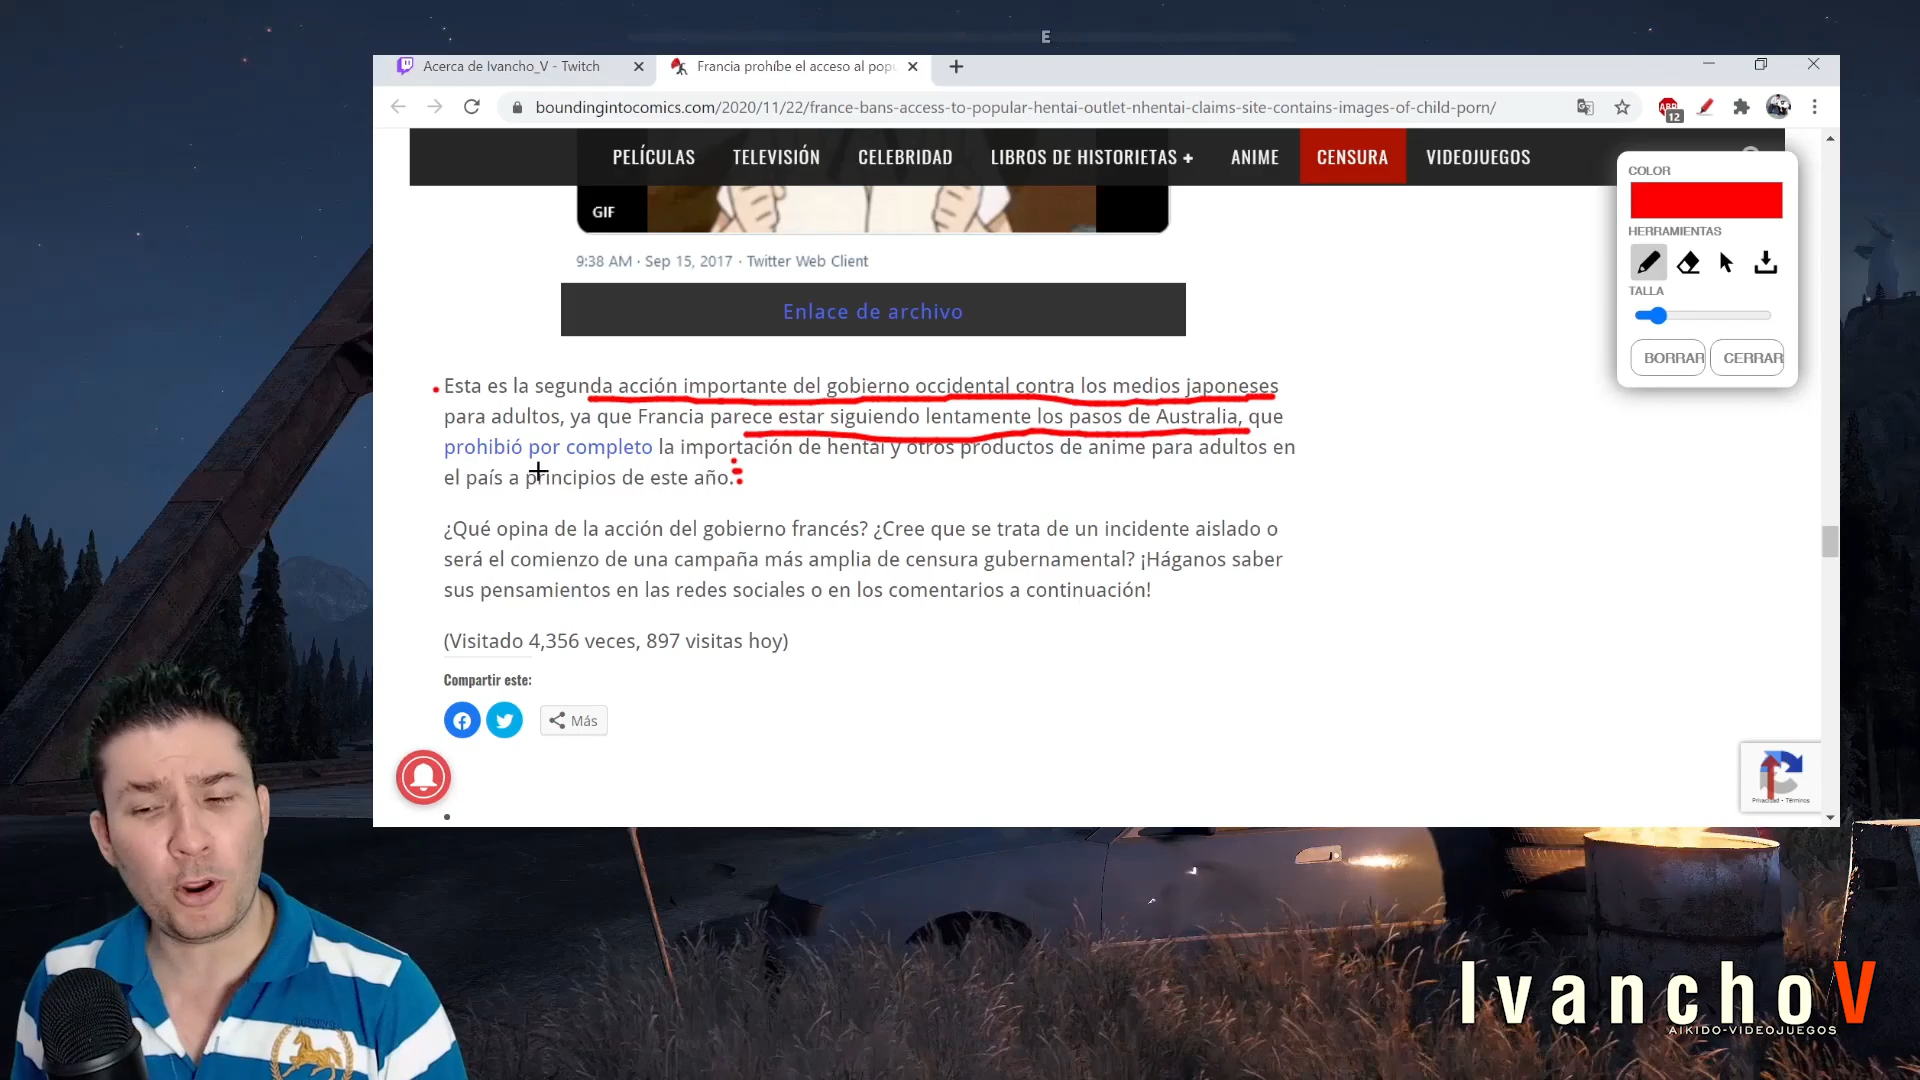 E
Acerca de Ivancho_V - Twitch
Francia prohíbe el acceso al pop
boundingintocomics.com/2020/11/22/france-bans-access-to-popular-hentai-outlet-nhentai-claims-site-contains-images-of-child-porn/
ABP
12
PELÍCULAS TELEVISIÓN CELEBRIDAD LIBROS DE HISTORIETAS + ANIME CENSURA VIDEOJUEGOS
COLOR
HERRAMIENTAS
TALLA
BORRAR CERRAR
GIF
9:38 AM · Sep 15, 2017 · Twitter Web Client
Enlace de archivo
Esta es la segunda acción importante del gobierno occidental contra los medios japoneses
para adultos, ya que Francia parece estar siguiendo lentamente los pasos de Australia, que
prohibió por completo la importación de hentai y otros productos de anime para adultos en
el país a principios de este año.
¿Qué opina de la acción del gobierno francés? ¿Cree que se trata de un incidente aislado o
será el comienzo de una campaña más amplia de censura gubernamental? ¡Háganos saber
sus pensamientos en las redes sociales o en los comentarios a continuación!
(Visitado 4,356 veces, 897 visitas hoy)
Compartir este:
Más
Privacidad • Términos
IvanchoV
AIKIDO-VIDEOJUEGOS